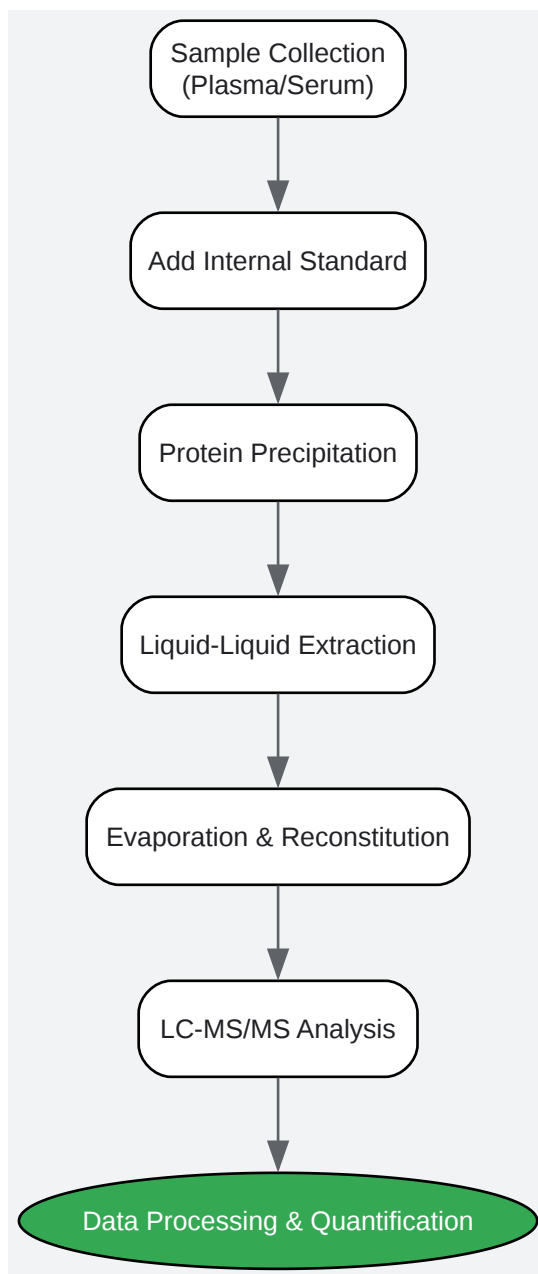 Sample Collection
(Plasma/Serum)
Add Internal Standard
Protein Precipitation
Liquid-Liquid Extraction
Evaporation & Reconstitution
LC-MS/MS Analysis
Data Processing & Quantification